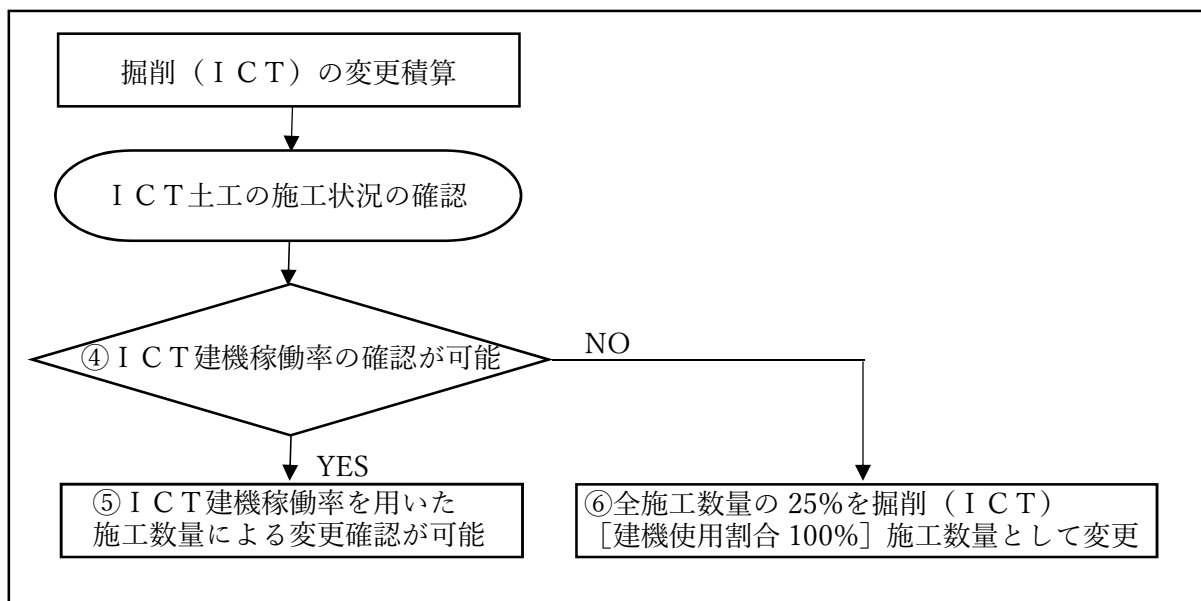 掘削（ＩＣＴ）の変更積算
ＩＣＴ土工の施工状況の確認
④ＩＣＴ建機稼働率の確認が可能
NO
YES
⑤ＩＣＴ建機稼働率を用いた
施工数量による変更確認が可能
⑥全施工数量の 25%を掘削（ＩＣＴ）
［建機使用割合 100%］施工数量として変更